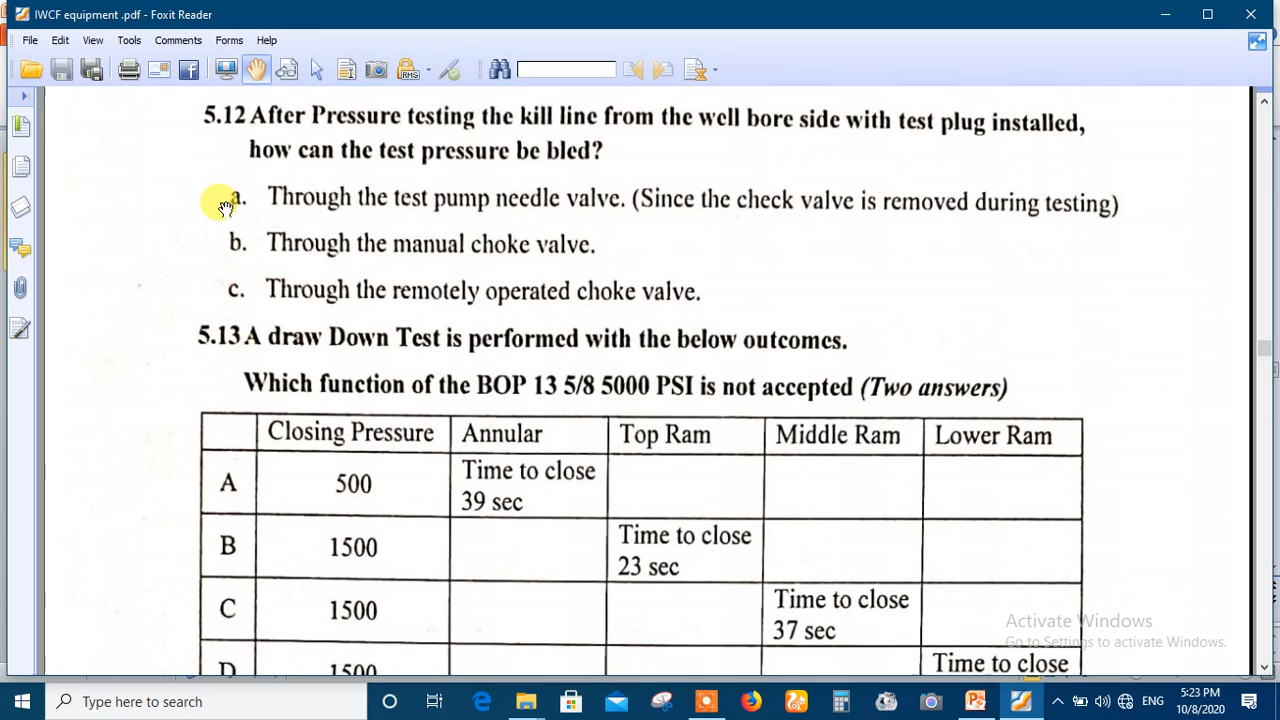 IWCF equipment .pdf - Foxit Reader
File Edit View Tools Comments Forms Help
RMS
5.12 After Pressure testing the kill line from the well bore side with test plug installed,
how can the test pressure be bled?
a. Through the test pump needle valve. (Since the check valve is removed during testing)
b. Through the manual choke valve.
c. Through the remotely operated choke valve.
5.13 A draw Down Test is performed with the below outcomes.
Which function of the BOP 13 5/8 5000 PSI is not accepted (Two answers)
Closing Pressure Annular Top Ram Middle Ram Lower Ram
A 500 Time to close
39 sec
B 1500 Time to close
23 sec
C 1500 Time to close
37 sec
D 1500 Time to close
Activate Windows
Go to Settings to activate Windows.
Type here to search
ENG
5:23 PM
10/8/2020